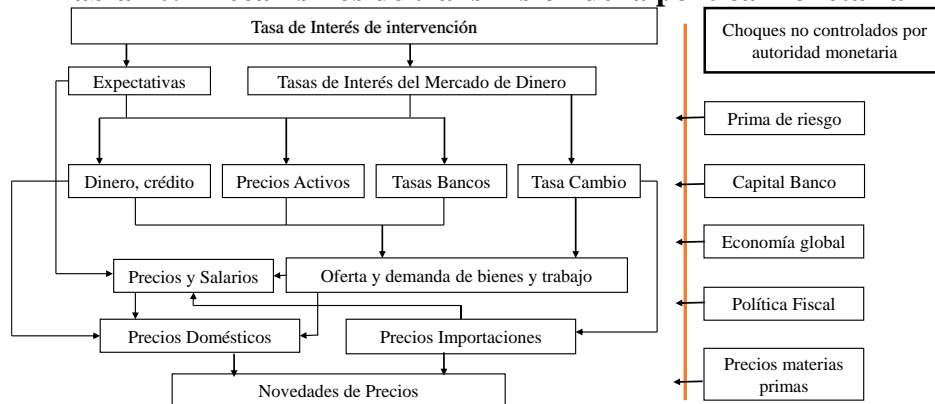 Tasa de Interés de intervención
Choques no controlados por
autoridad monetaria
Expectativas
Tasas de Interés del Mercado de Dinero
Prima de riesgo
Dinero, crédito
Precios Activos
Tasas Bancos
Tasa Cambio
Capital Banco
Economía global
Precios y Salarios
Oferta y demanda de bienes y trabajo
Política Fiscal
Precios Domésticos
Precios Importaciones
Precios materias
primas
Novedades de Precios